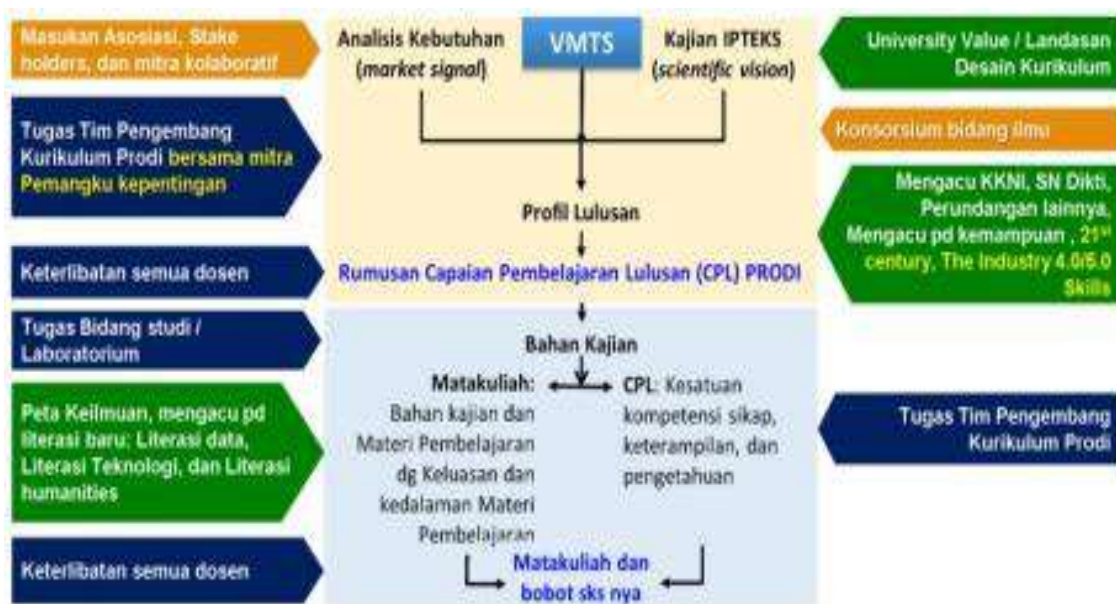 Masukan Asosiasi, Stake
holders, dan mitra kolaboratif
Tugas Tim Pengembang
Kurikulum Prodi bersama mitra
Pemangku kepentingan
Keterlibatan semua dosen
Tugas Bidang studi /
Laboratorium
Peta Keilmuan, mengacu pd
literasi baru; Literasi data,
Literasi Teknologi, dan Literasi
humanities
Keterlibatan semua dosen
Analisis Kebutuhan
(market signal)
VMTS
Kajian IPTEKS
(scientific vision)
Profil Lulusan
Rumusan Capaian Pembelajaran Lulusan (CPL) PRODI
Bahan Kajian
Matakuliah:
Bahan kajian dan
Materi Pembelajaran
dg Keluasan dan
kedalaman Materi
Pembelajaran
CPL: Kesatuan
kompetensi sikap,
keterampilan, dan
pengetahuan
Matakuliah dan
bobot sks nya
University Value / Landasan
Desain Kurikulum
Konsorsium bidang ilmu
Mengacu KKNI, SN Dikti,
Perundangan lainnya,
Mengacu pd kemampuan , 21st
century, The Industry 4.0/5.0
Skills
Tugas Tim Pengembang
Kurikulum Prodi